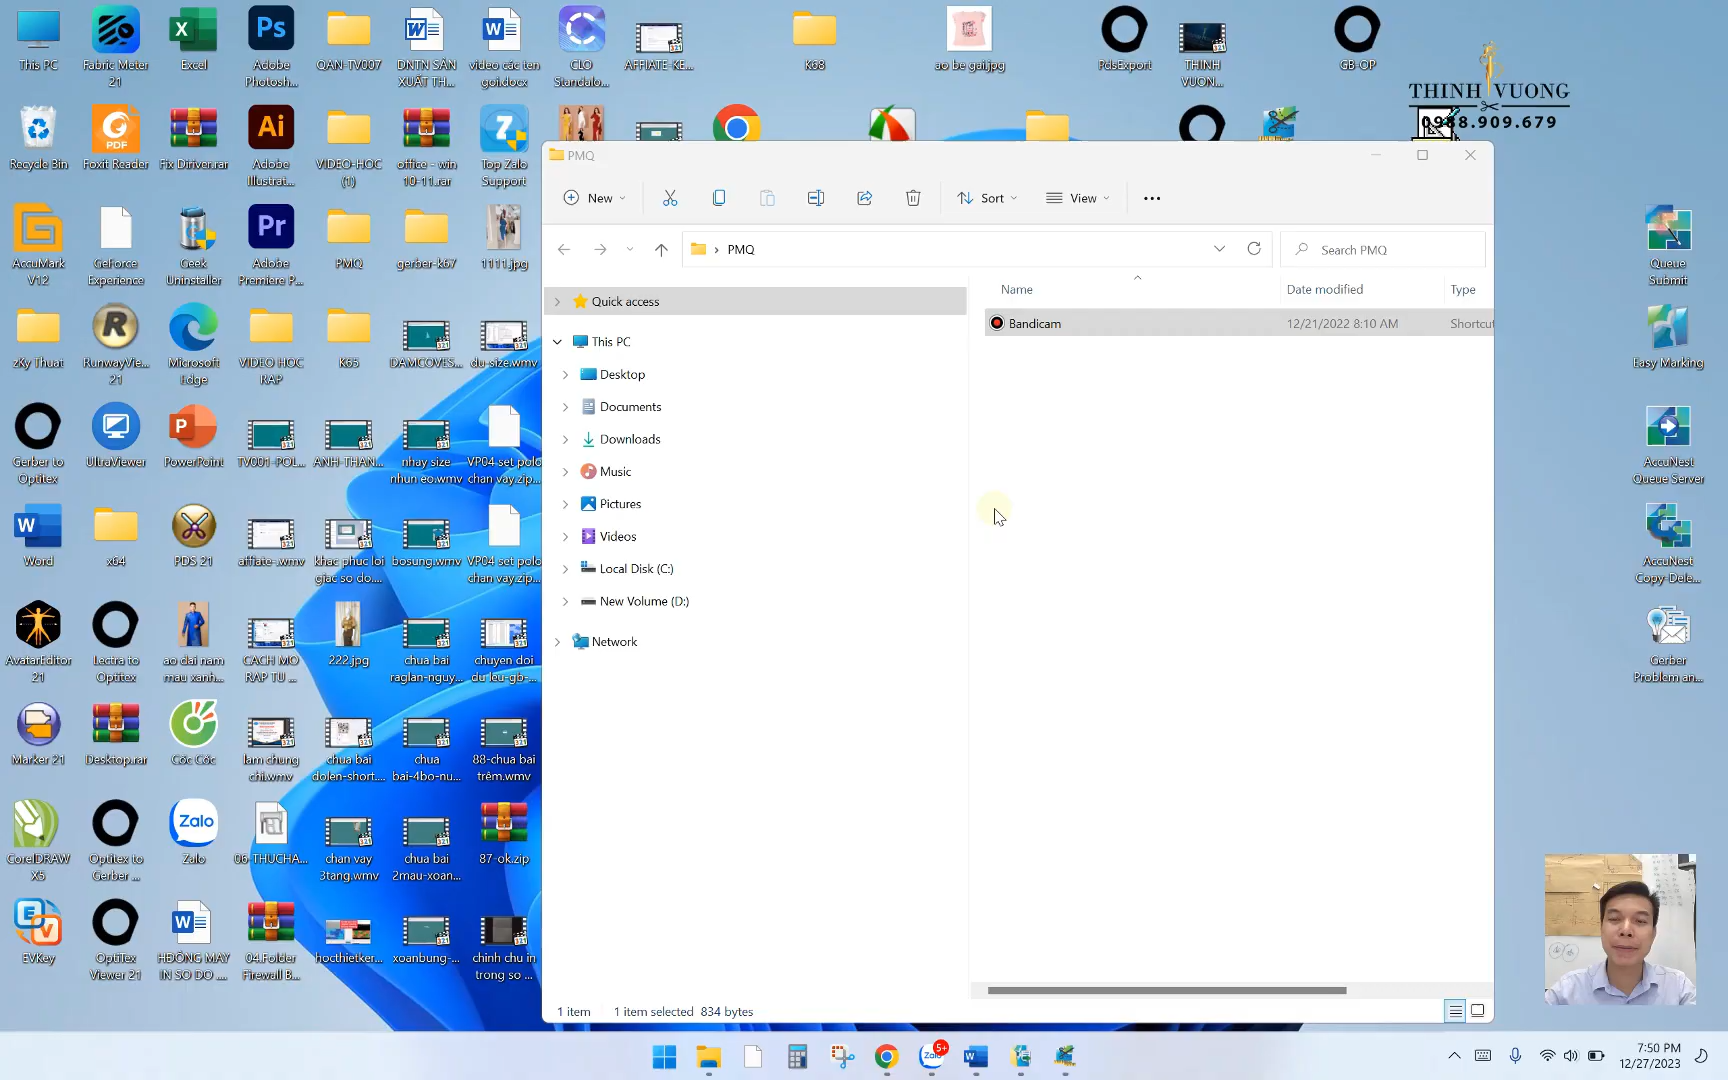 This PC
Fabric Meter
21
Excel
Adobe
Photosh...
QAN-TV007
DNTN SẢN
XUẤT TH...
video các ten
goi.docx
CLO
Standalo...
AFFIATE-KE...
K68
ao be gai.jpg
PdsExport
THINH
VUON...
GB-OP
THINH VUONG
0988.909.679
Recycle Bin
Foxit Reader
Fix Diriver.rar
Adobe
Illustrat...
VIDEO-HOC
(1)
office - win
10-11.rar
Top Zalo
Support
AccuMark
V12
GeForce
Experience
Geek
Uninstaller
Adobe
Premiere P...
PMQ
gerber-k67
1111.jpg
zKy Thuat
RunwayVie...
21
Microsoft
Edge
VIDEO HOC
RAP
K65
DAMCOVES...
du-size.wmv
Gerber to
Optitex
UltraViewer
PowerPoint
TV001-POL...
ANH-THAN...
nhay size
nhun eo.wmv
VP04 set polo
chan vay.zip...
Word
x64
PDS 21
affiate-.wmv
khac phuc loi
giac so do....
bosung.wmv
VP04 set polo
chan vay.zip...
AvatarEditor
21
Lectra to
Optitex
ao dai nam
mau xanh...
CACH MO
RAP TU ...
222.jpg
chua bai
raglan-nguy...
chuyen doi
du leu-gb-...
Marker 21
Desktop.rar
Cốc Cốc
lam chung
chi.wmv
chua bai
dolen-short....
chua
bai-4bo-nu...
88-chua bai
trêm.wmv
CorelDRAW
X5
Optitex to
Gerber ...
Zalo
Zalo
06-THUCHA...
chan vay
3tang.wmv
chua bai
2mau-xoan...
87-ok.zip
EVKey
OptiTex
Viewer 21
HĐỒNG MAY
IN SO DO ....
04.Folder
Firewall B...
hocthietker...
xoanbung-...
chinh chu in
trong so ...
PMQ
New
Sort
View
PMQ
Search PMQ
Quick access
This PC
Desktop
Documents
Downloads
Music
Pictures
Videos
Local Disk (C:)
New Volume (D:)
Network
Name
Date modified
Type
Bandicam
12/21/2022 8:10 AM
Shortcut
1 item
1 item selected 834 bytes
Queue
Submit
Easy Marking
AccuNest
Queue Server
AccuNest
Copy-Dele...
Gerber
Problem an...
5+
7:50 PM
12/27/2023